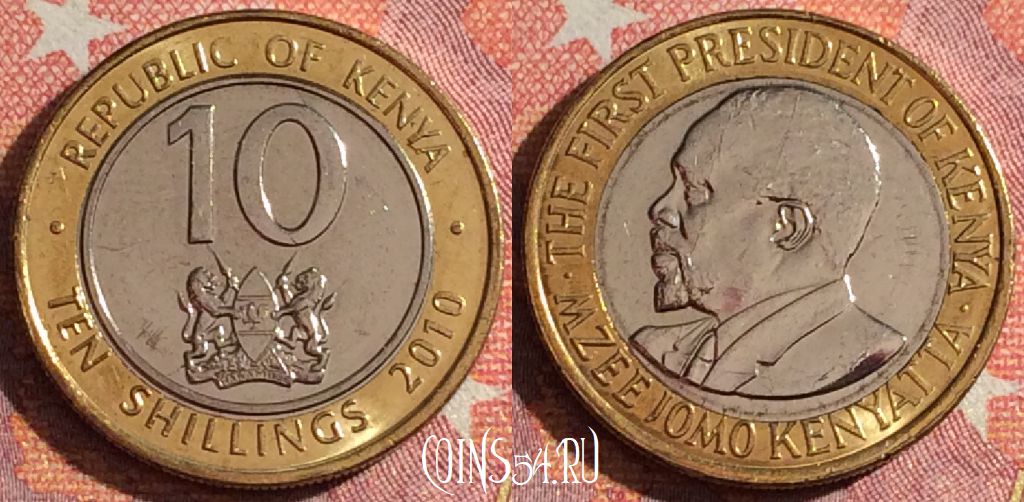 REPUBLIC OF KENYA
10
TEN SHILLINGS 2010
THE FIRST PRESIDENT OF KENYA
MZEE JOMO KENYATTA
COINS54.RU